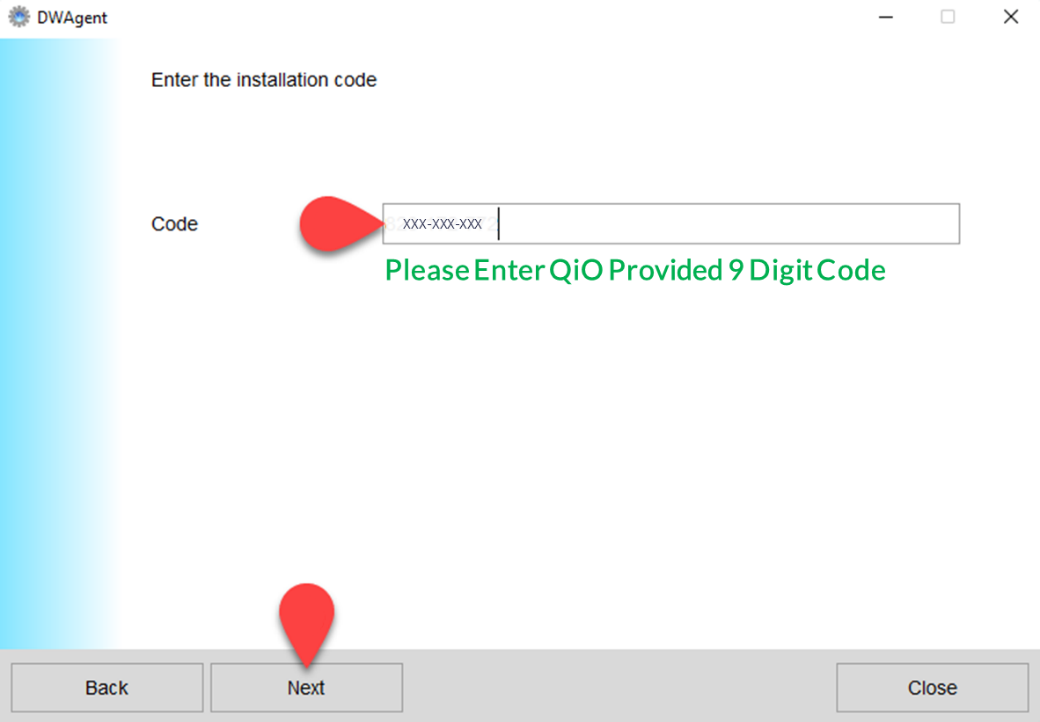 DWAgent
Enter the installation code
Code
XXX-XXX-XXX
Please Enter QiO Provided 9 Digit Code
Back
Next
Close